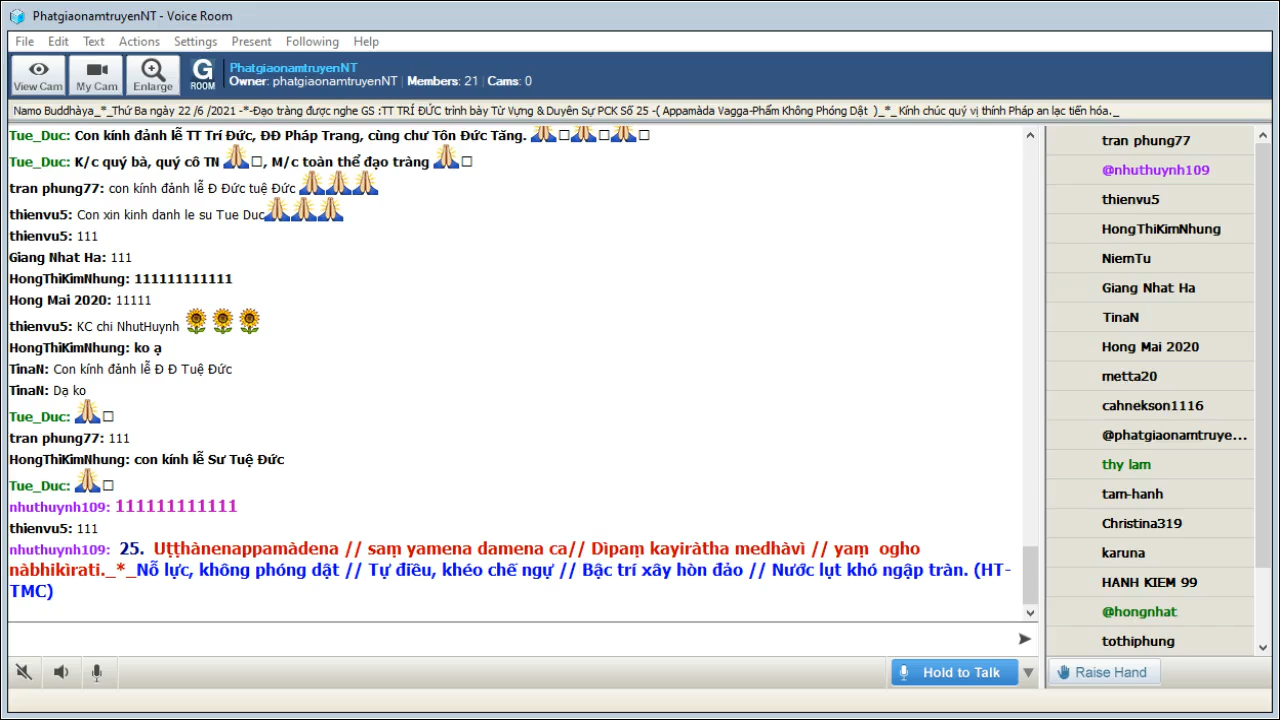 PhatgiaonamtruyenNT - Voice Room
File Edit Text Actions Settings Present Following Help
View Cam My Cam Enlarge G ROOM
PhatgiaonamtruyenNT
Owner: phatgiaonamtruyenNT Members: 21 Cams: 0
Namo Buddhàya_*_Thứ Ba ngày 22 /6 /2021 -*-Đạo tràng được nghe GS :TT TRÍ ĐỨC trình bày Từ Vựng & Duyên Sự PCK Số 25 -( Appamàda Vagga-Phẩm Không Phóng Dật )_*_Kính chúc quý vị thính Pháp an lạc tiến hóa._
Tue_Duc: Con kính đảnh lễ TT Trí Đức, ĐĐ Pháp Trang, cùng chư Tôn Đức Tăng. 🙏□🙏□🙏□
Tue_Duc: K/c quý bà, quý cô TN 🙏□, M/c toàn thể đạo tràng 🙏□
tran phung77: con kính đảnh lễ Đ Đức tuệ Đức 🙏🙏🙏
thienvu5: Con xin kinh danh le su Tue Duc🙏🙏🙏
thienvu5: 111
Giang Nhat Ha: 111
HongThiKimNhung: 111111111111
Hong Mai 2020: 11111
thienvu5: KC chi NhutHuynh 🌻🌻🌻
HongThiKimNhung: ko ạ
TinaN: Con kính đảnh lễ Đ Đ Tuệ Đức
TinaN: Dạ ko
Tue_Duc: 🙏□
tran phung77: 111
HongThiKimNhung: con kính lễ Sư Tuệ Đức
Tue_Duc: 🙏□
nhuthuynh109: 111111111111
thienvu5: 111
nhuthuynh109: 25. Uṭṭhànenappamàdena // saṃ yamena damena ca// Dìpaṃ kayiràtha medhàvì // yaṃ ogho
nàbhikìrati._*_Nỗ lực, không phóng dật // Tự điều, khéo chế ngự // Bậc trí xây hòn đảo // Nước lụt khó ngập tràn. (HT-
TMC)
tran phung77
@nhuthuynh109
thienvu5
HongThiKimNhung
NiemTu
Giang Nhat Ha
TinaN
Hong Mai 2020
metta20
cahnekson1116
@phatgiaonamtruye...
thy lam
tam-hanh
Christina319
karuna
HANH KIEM 99
@hongnhat
tothiphung
Hold to Talk
Raise Hand